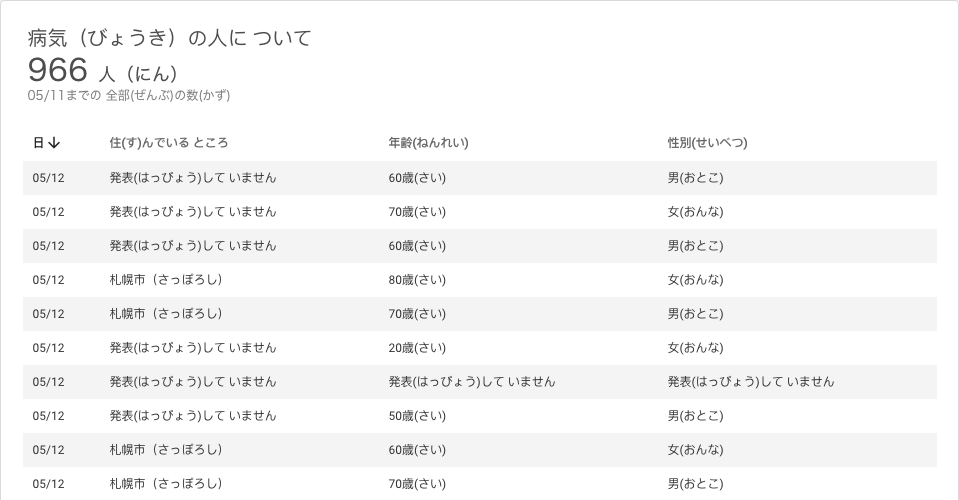 病気（びょうき）の人に ついて
966 人（にん）
05/11までの 全部(ぜんぶ)の数(かず)
日↓ 住(す)んでいる ところ 年齢(ねんれい) 性別(せいべつ)
05/12 発表(はっぴょう)して いません 60歳(さい) 男(おとこ)
05/12 発表(はっぴょう)して いません 70歳(さい) 女(おんな)
05/12 発表(はっぴょう)して いません 60歳(さい) 男(おとこ)
05/12 札幌市（さっぽろし） 80歳(さい) 女(おんな)
05/12 札幌市（さっぽろし） 70歳(さい) 男(おとこ)
05/12 発表(はっぴょう)して いません 20歳(さい) 女(おんな)
05/12 発表(はっぴょう)して いません 発表(はっぴょう)して いません 発表(はっぴょう)して いません
05/12 発表(はっぴょう)して いません 50歳(さい) 男(おとこ)
05/12 札幌市（さっぽろし） 60歳(さい) 女(おんな)
05/12 札幌市（さっぽろし） 70歳(さい) 男(おとこ)